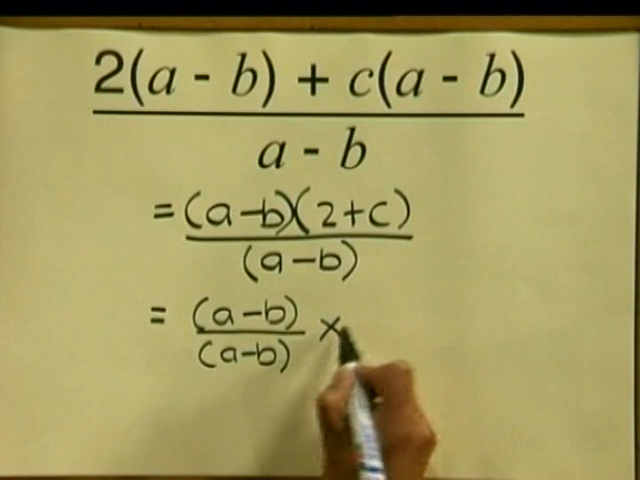 2(a - b) + c(a - b)
a - b
= (a-b)(2+c)
(a-b)
= (a-b) ×
(a-b)